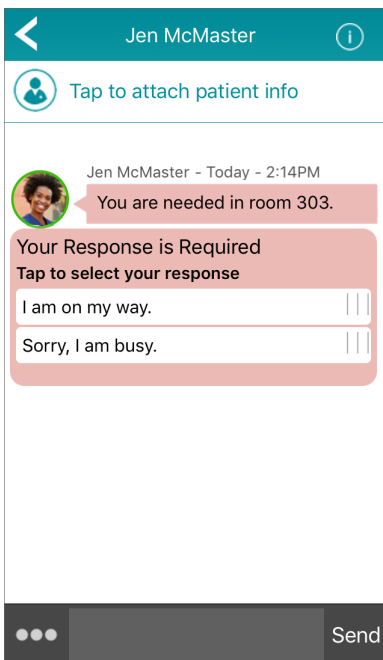 Jen McMaster
Tap to attach patient info
Jen McMaster - Today - 2:14PM
You are needed in room 303.
Your Response is Required
Tap to select your response
I am on my way.
Sorry, I am busy.
Send